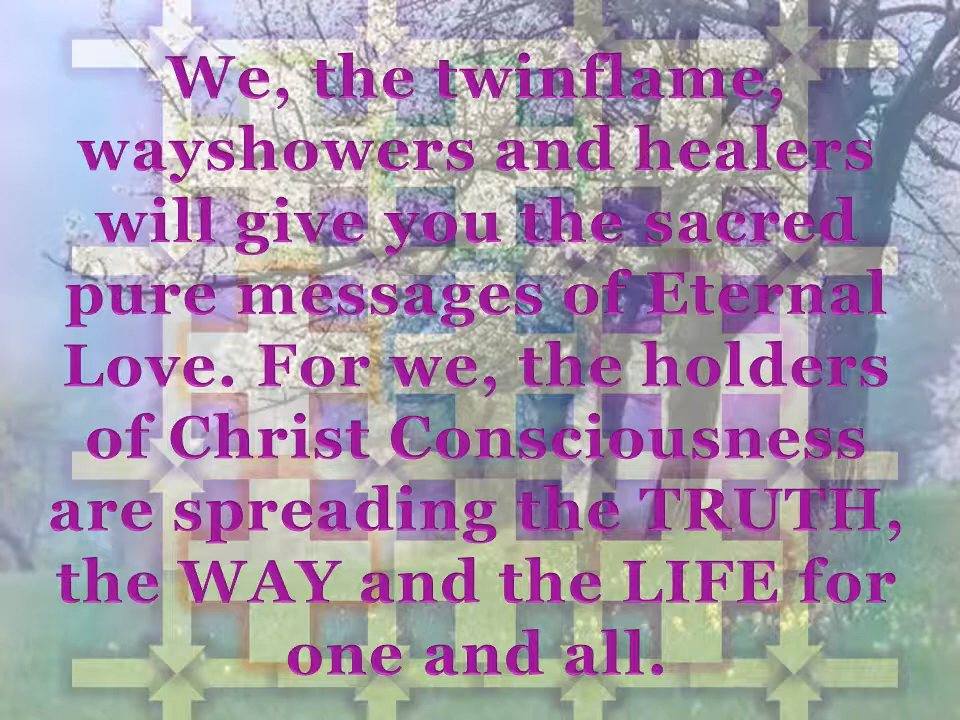 We, the twinflame,
wayshowers and healers
will give you the sacred
pure messages of Eternal
Love. For we, the holders
of Christ Consciousness
are spreading the TRUTH,
the WAY and the LIFE for
one and all.